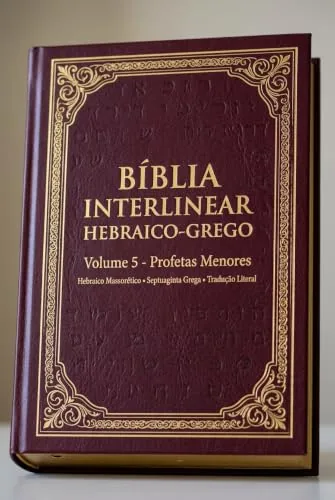 BÍBLIA
INTERLINEAR
HEBRAICO-GREGO
Volume 5 - Profetas Menores
Hebraico Massorético • Septuaginta Grega • Tradução Literal